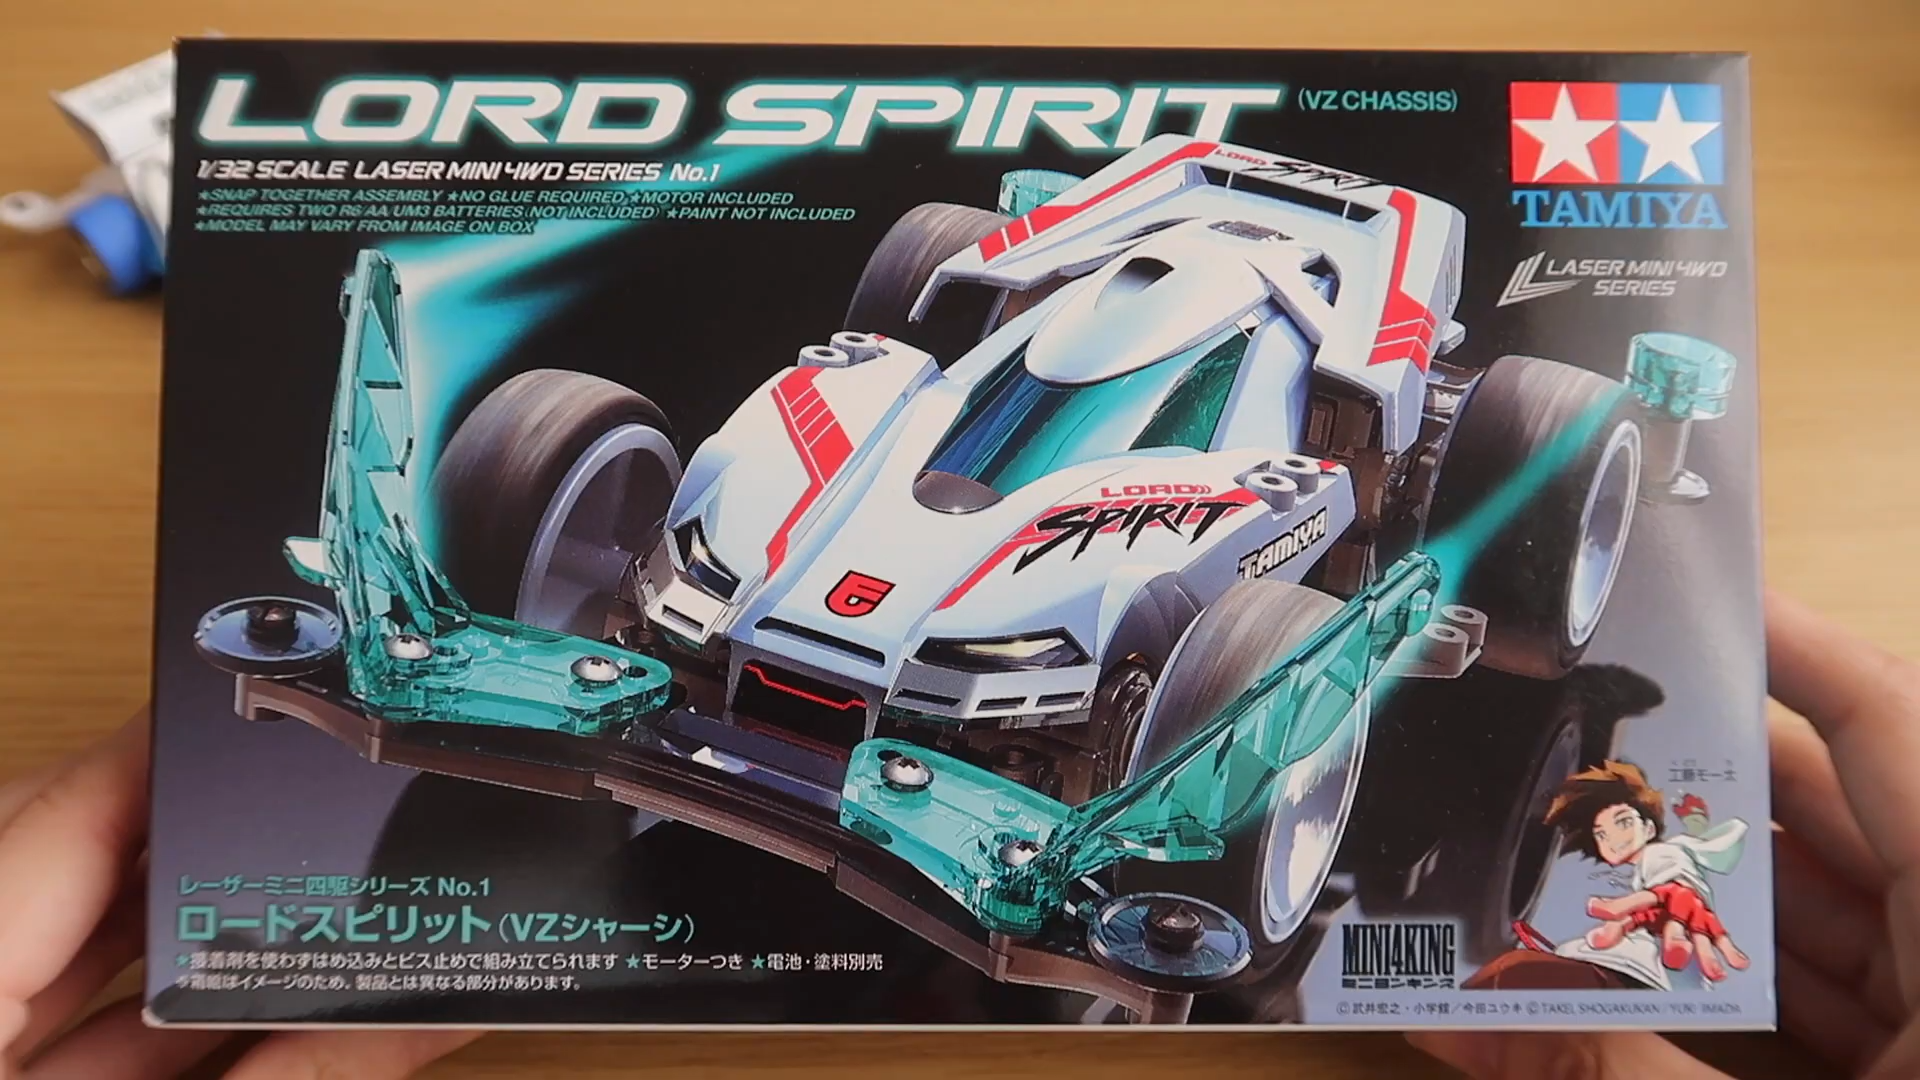 LORD SPIRIT (VZ CHASSIS)
1/32 SCALE LASER MINI 4WD SERIES No.1
★SNAP TOGETHER ASSEMBLY ★NO GLUE REQUIRED ★MOTOR INCLUDED
★REQUIRES TWO R6/AA/UM3 BATTERIES (NOT INCLUDED) ★PAINT NOT INCLUDED
★MODEL MAY VARY FROM IMAGE ON BOX
TAMIYA
LASER MINI 4WD
SERIES
LORD SPIRIT
LORD
SPIRIT
TAMIYA
工藤モー太
レーザーミニ四駆シリーズ No.1
ロードスピリット(VZシャーシ)
★接着剤を使わずはめ込みとビス止めで組み立てられます ★モーターつき ★電池・塗料別売
★箱絵はイメージのため、製品とは異なる部分があります。
MINI4KING
ミニヨンキング
©武井宏之・小学館/今田ユウキ ©TAKEI, SHOGAKUKAN / YUKI IMADA